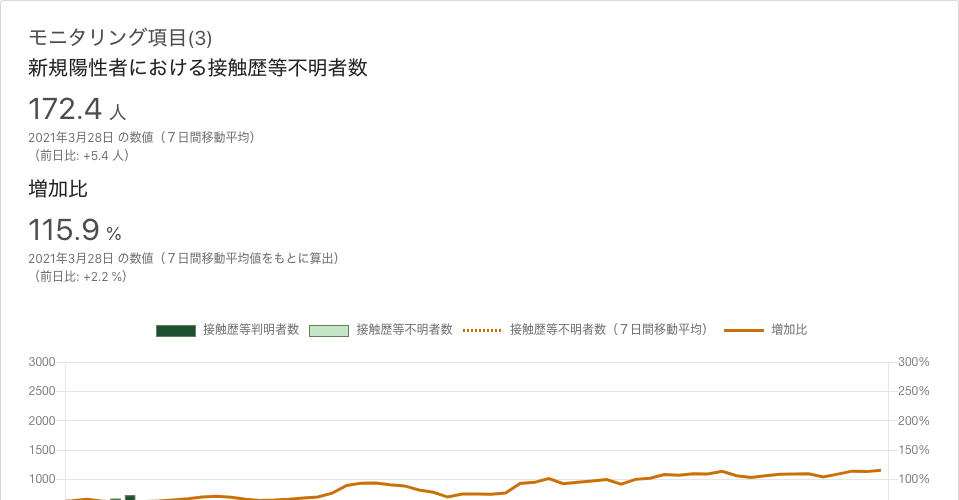 モニタリング項目(3)
新規陽性者における接触歴等不明者数
172.4 人
2021年3月28日 の数値（７日間移動平均）
（前日比: +5.4 人）
増加比
115.9 %
2021年3月28日 の数値（７日間移動平均値をもとに算出）
（前日比: +2.2 %）
接触歴等判明者数 接触歴等不明者数 接触歴等不明者数（７日間移動平均） 増加比
3000 300%
2500 250%
2000 200%
1500 150%
1000 100%